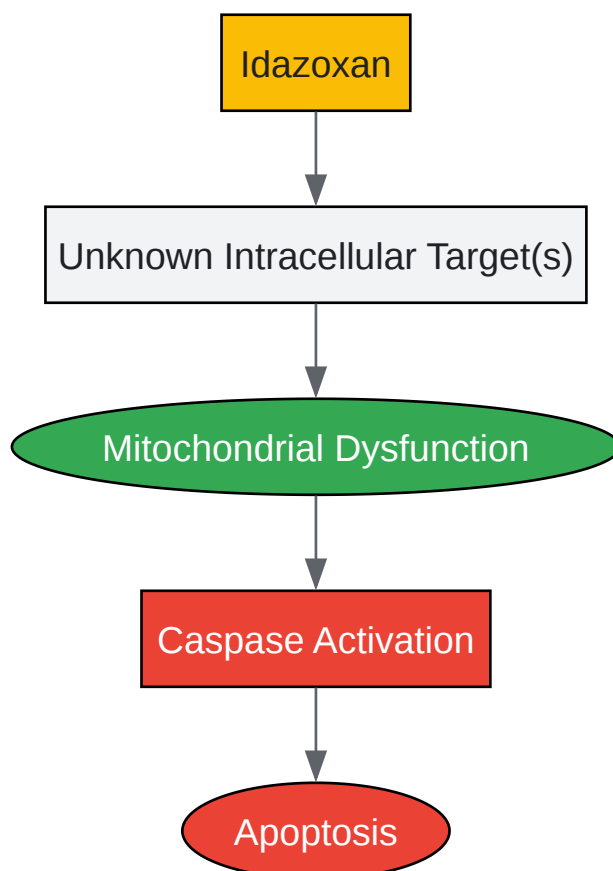 Idazoxan
Unknown Intracellular Target(s)
Mitochondrial Dysfunction
Caspase Activation
Apoptosis